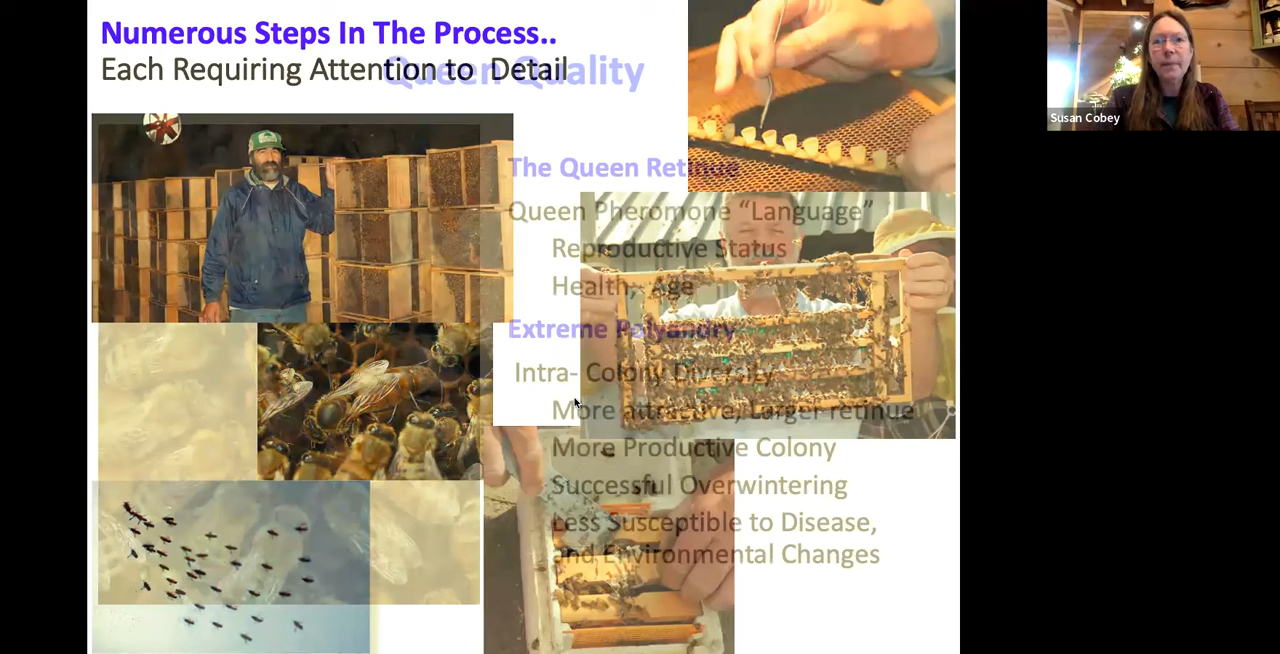 Numerous Steps In The Process..
Each Requiring Attention to Detail
Queen Quality
The Queen Retinue
Queen Pheromone “Language”
Reproductive Status
Health, Age
Extreme Polyandry
Intra- Colony Diversity
More attractive, Larger retinue
More Productive Colony
Successful Overwintering
Less Susceptible to Disease,
and Environmental Changes
Susan Cobey